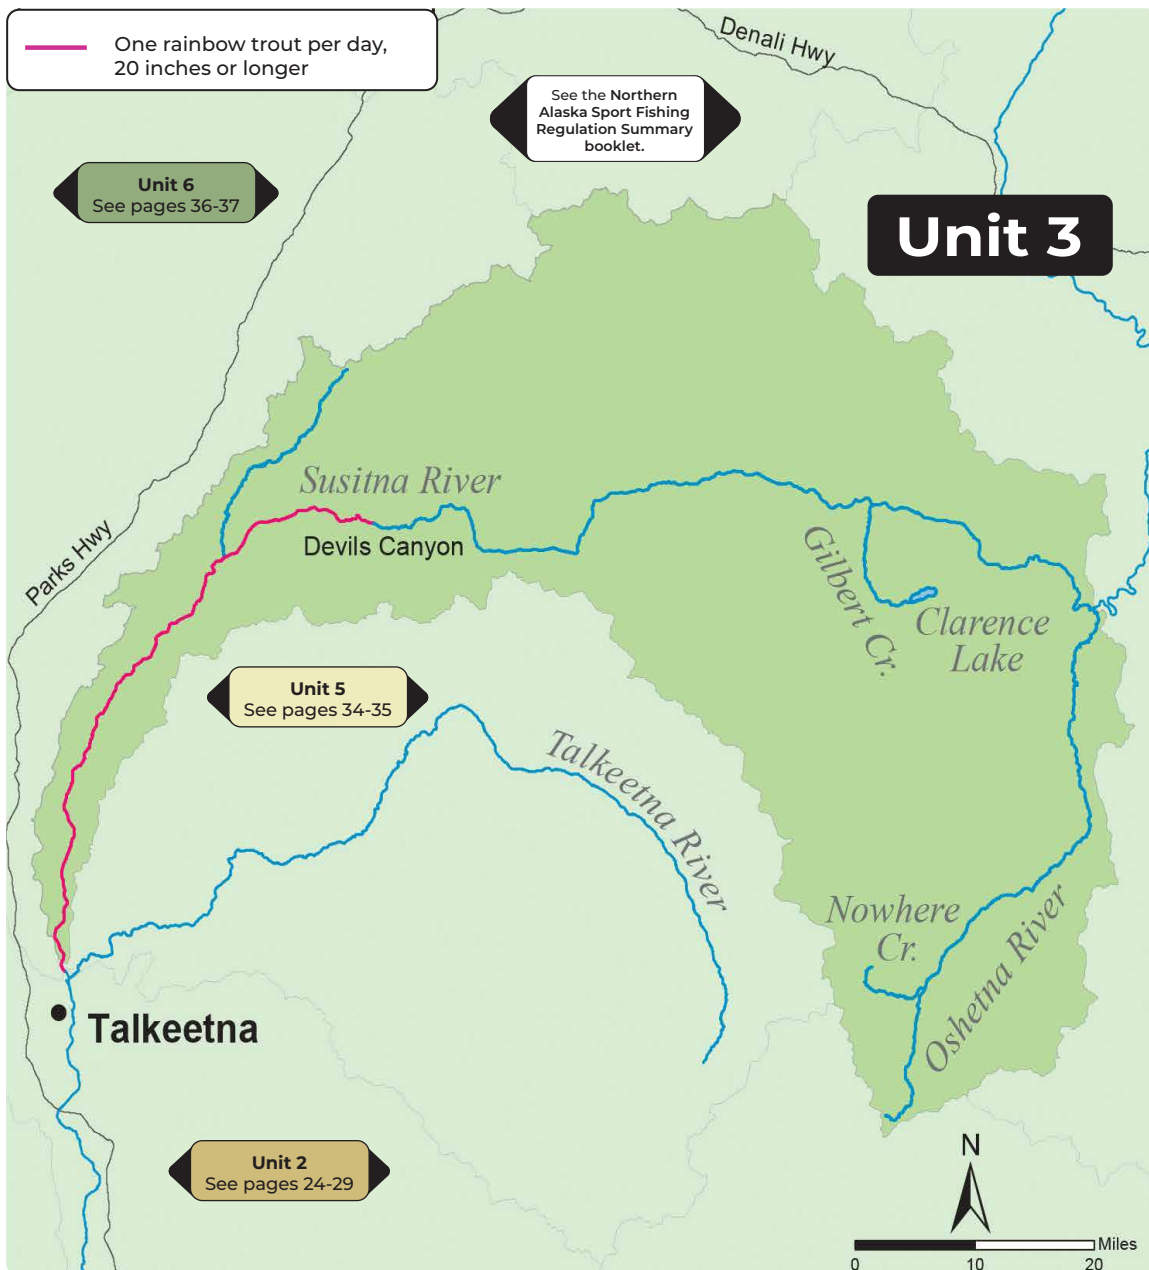 One rainbow trout per day,
20 inches or longer
Denali Hwy
See the Northern
Alaska Sport Fishing
Regulation Summary
booklet.
Unit 6
See pages 36-37
Unit 3
Susitna River
Devils Canyon
Parks Hwy
Gilbert Cr.
Clarence
Lake
Unit 5
See pages 34-35
Talkeetna River
Nowhere
Cr.
Oshetna River
Talkeetna
Unit 2
See pages 24-29
N
Miles
0 10 20